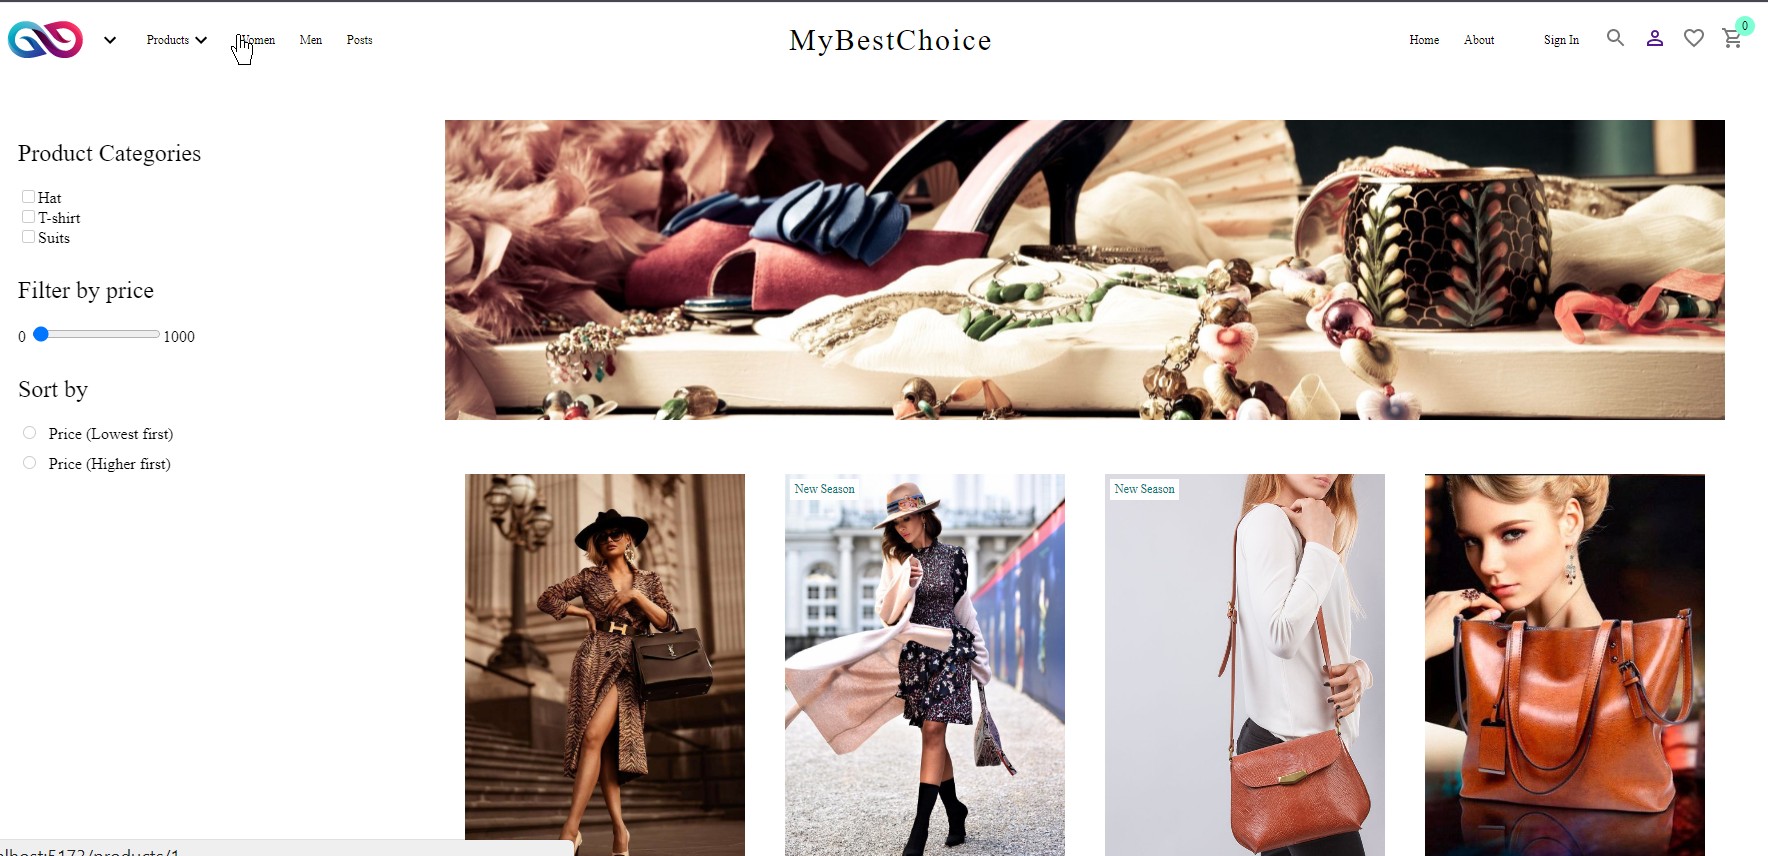 Products Women Men Posts MyBestChoice Home About Sign In 0
Product Categories
Hat
T-shirt
Suits
Filter by price
0 1000
Sort by
Price (Lowest first)
Price (Higher first)
New Season
New Season
lhost:5173/products/1